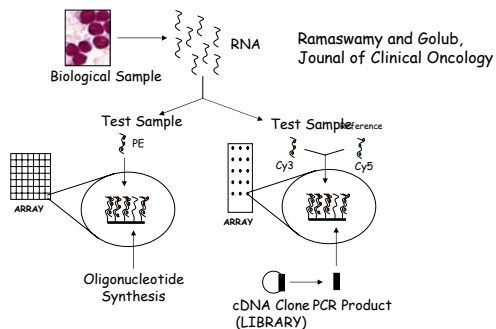 RNA
Ramaswamy and Golub,
Jounal of Clinical Oncology
Biological Sample
Test Sample
PE
ARRAY
Oligonucleotide
Synthesis
Test Sample
Reference
Cy3
Cy5
ARRAY
cDNA Clone PCR Product
(LIBRARY)